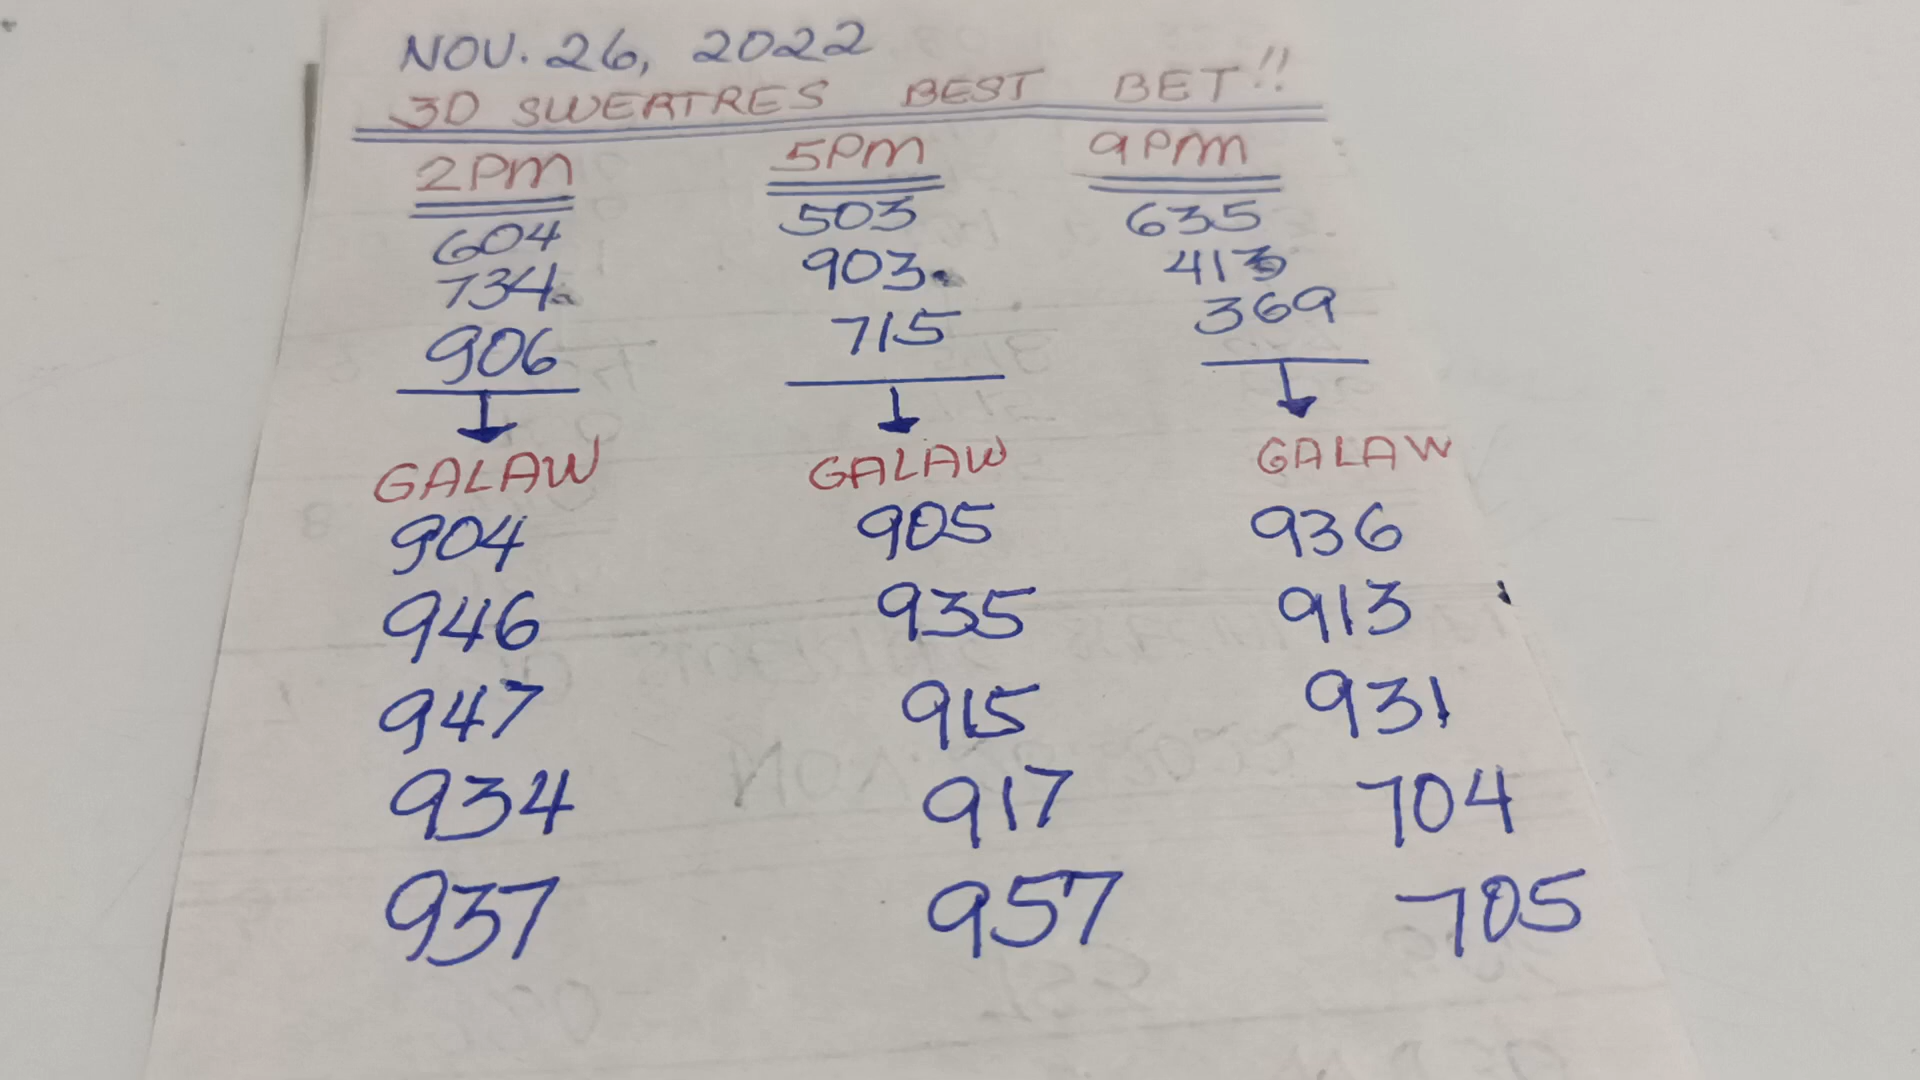 NOV. 26, 2022
3D SWERTRES BEST BET!!
2PM 5PM 9PM
604 503 635
734 903 413
906 715 369
GALAW GALAW GALAW
904 905 936
946 935 913
947 915 931
934 917 704
937 957 705